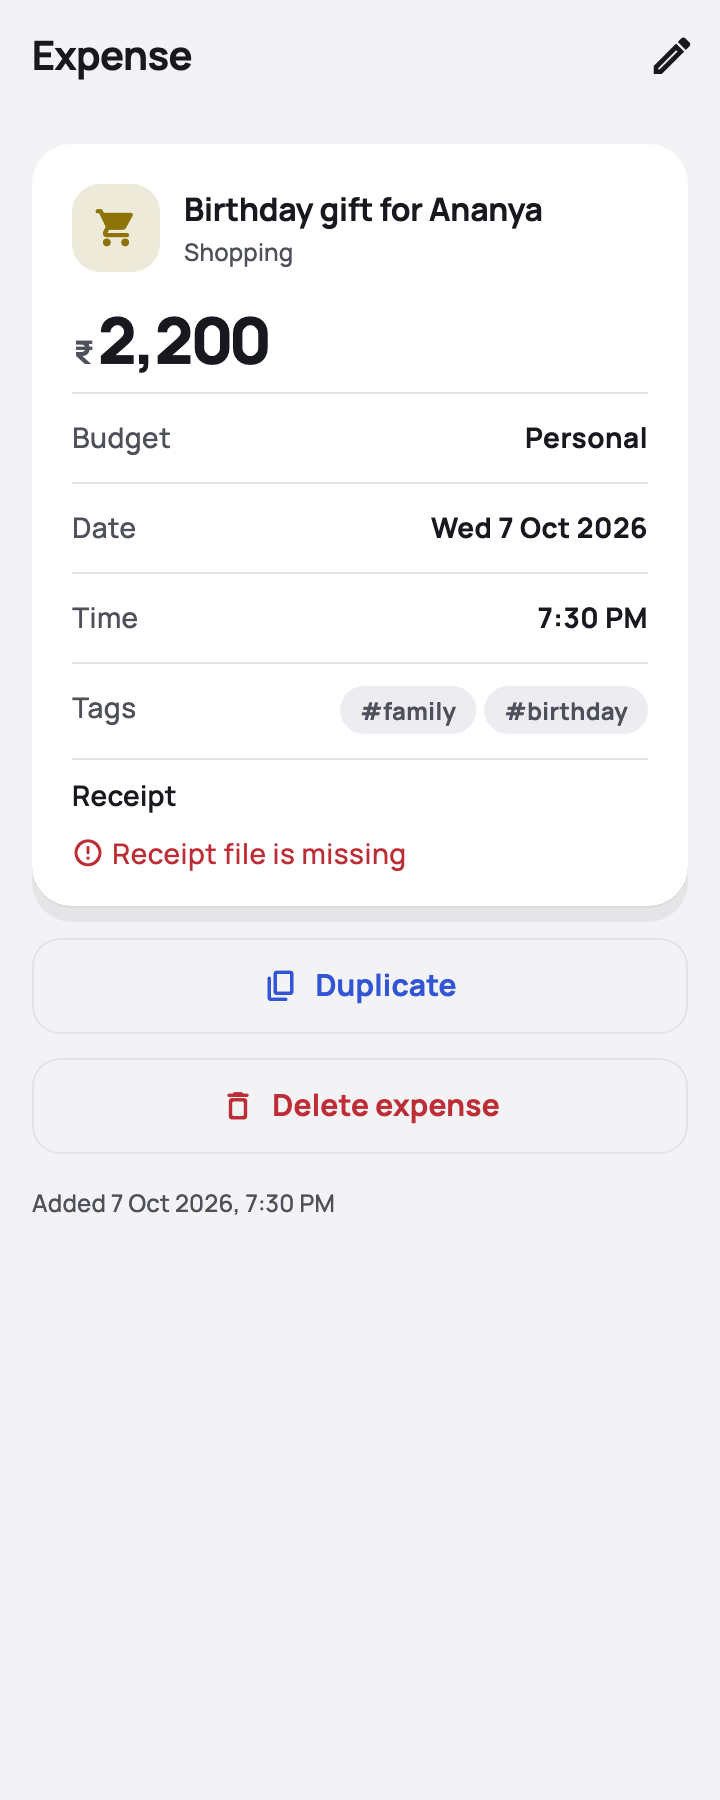 Expense
Birthday gift for Ananya
Shopping
₹2,200
Budget Personal
Date Wed 7 Oct 2026
Time 7:30 PM
Tags #family #birthday
Receipt
Receipt file is missing
Duplicate
Delete expense
Added 7 Oct 2026, 7:30 PM